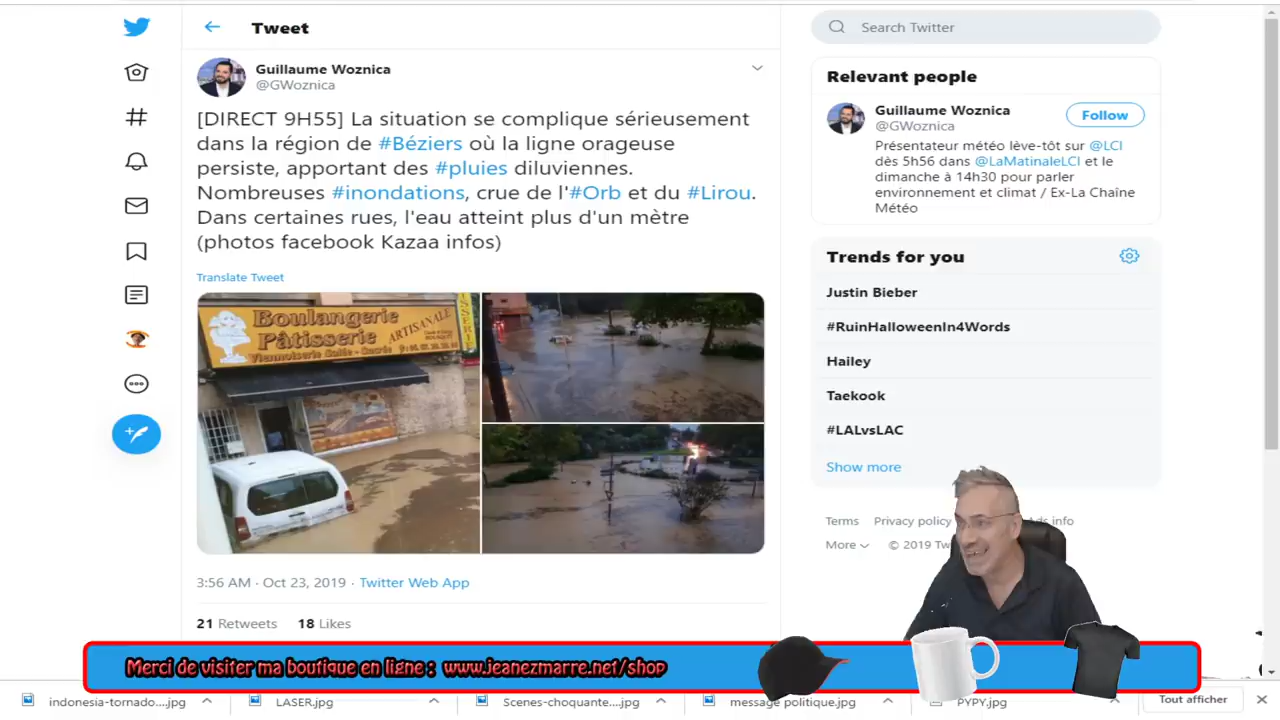 Tweet
Search Twitter
Guillaume Woznica
@GWoznica
[DIRECT 9H55] La situation se complique sérieusement
dans la région de #Béziers où la ligne orageuse
persiste, apportant des #pluies diluviennes.
Nombreuses #inondations, crue de l'#Orb et du #Lirou.
Dans certaines rues, l'eau atteint plus d'un mètre
(photos facebook Kazaa infos)
Translate Tweet
Boulangerie
Pâtisserie
ARTISANALE
Viennoiserie Salée - Sucrée
3:56 AM · Oct 23, 2019 · Twitter Web App
21 Retweets 18 Likes
Relevant people
Guillaume Woznica
@GWoznica
Follow
Présentateur météo lève-tôt sur @LCI
dès 5h56 dans @LaMatinaleLCI et le
dimanche à 14h30 pour parler
environnement et climat / Ex-La Chaîne
Météo
Trends for you
Justin Bieber
#RuinHalloweenIn4Words
Hailey
Taekook
#LALvsLAC
Show more
Terms Privacy policy Ads info
More © 2019 Tw
Merci de visiter ma boutique en ligne : www.jeanezmarre.net/shop
indonesia-tornado....jpg
LASER.jpg
Scenes-choquante....jpg
message politique.jpg
PYPY.jpg
Tout afficher